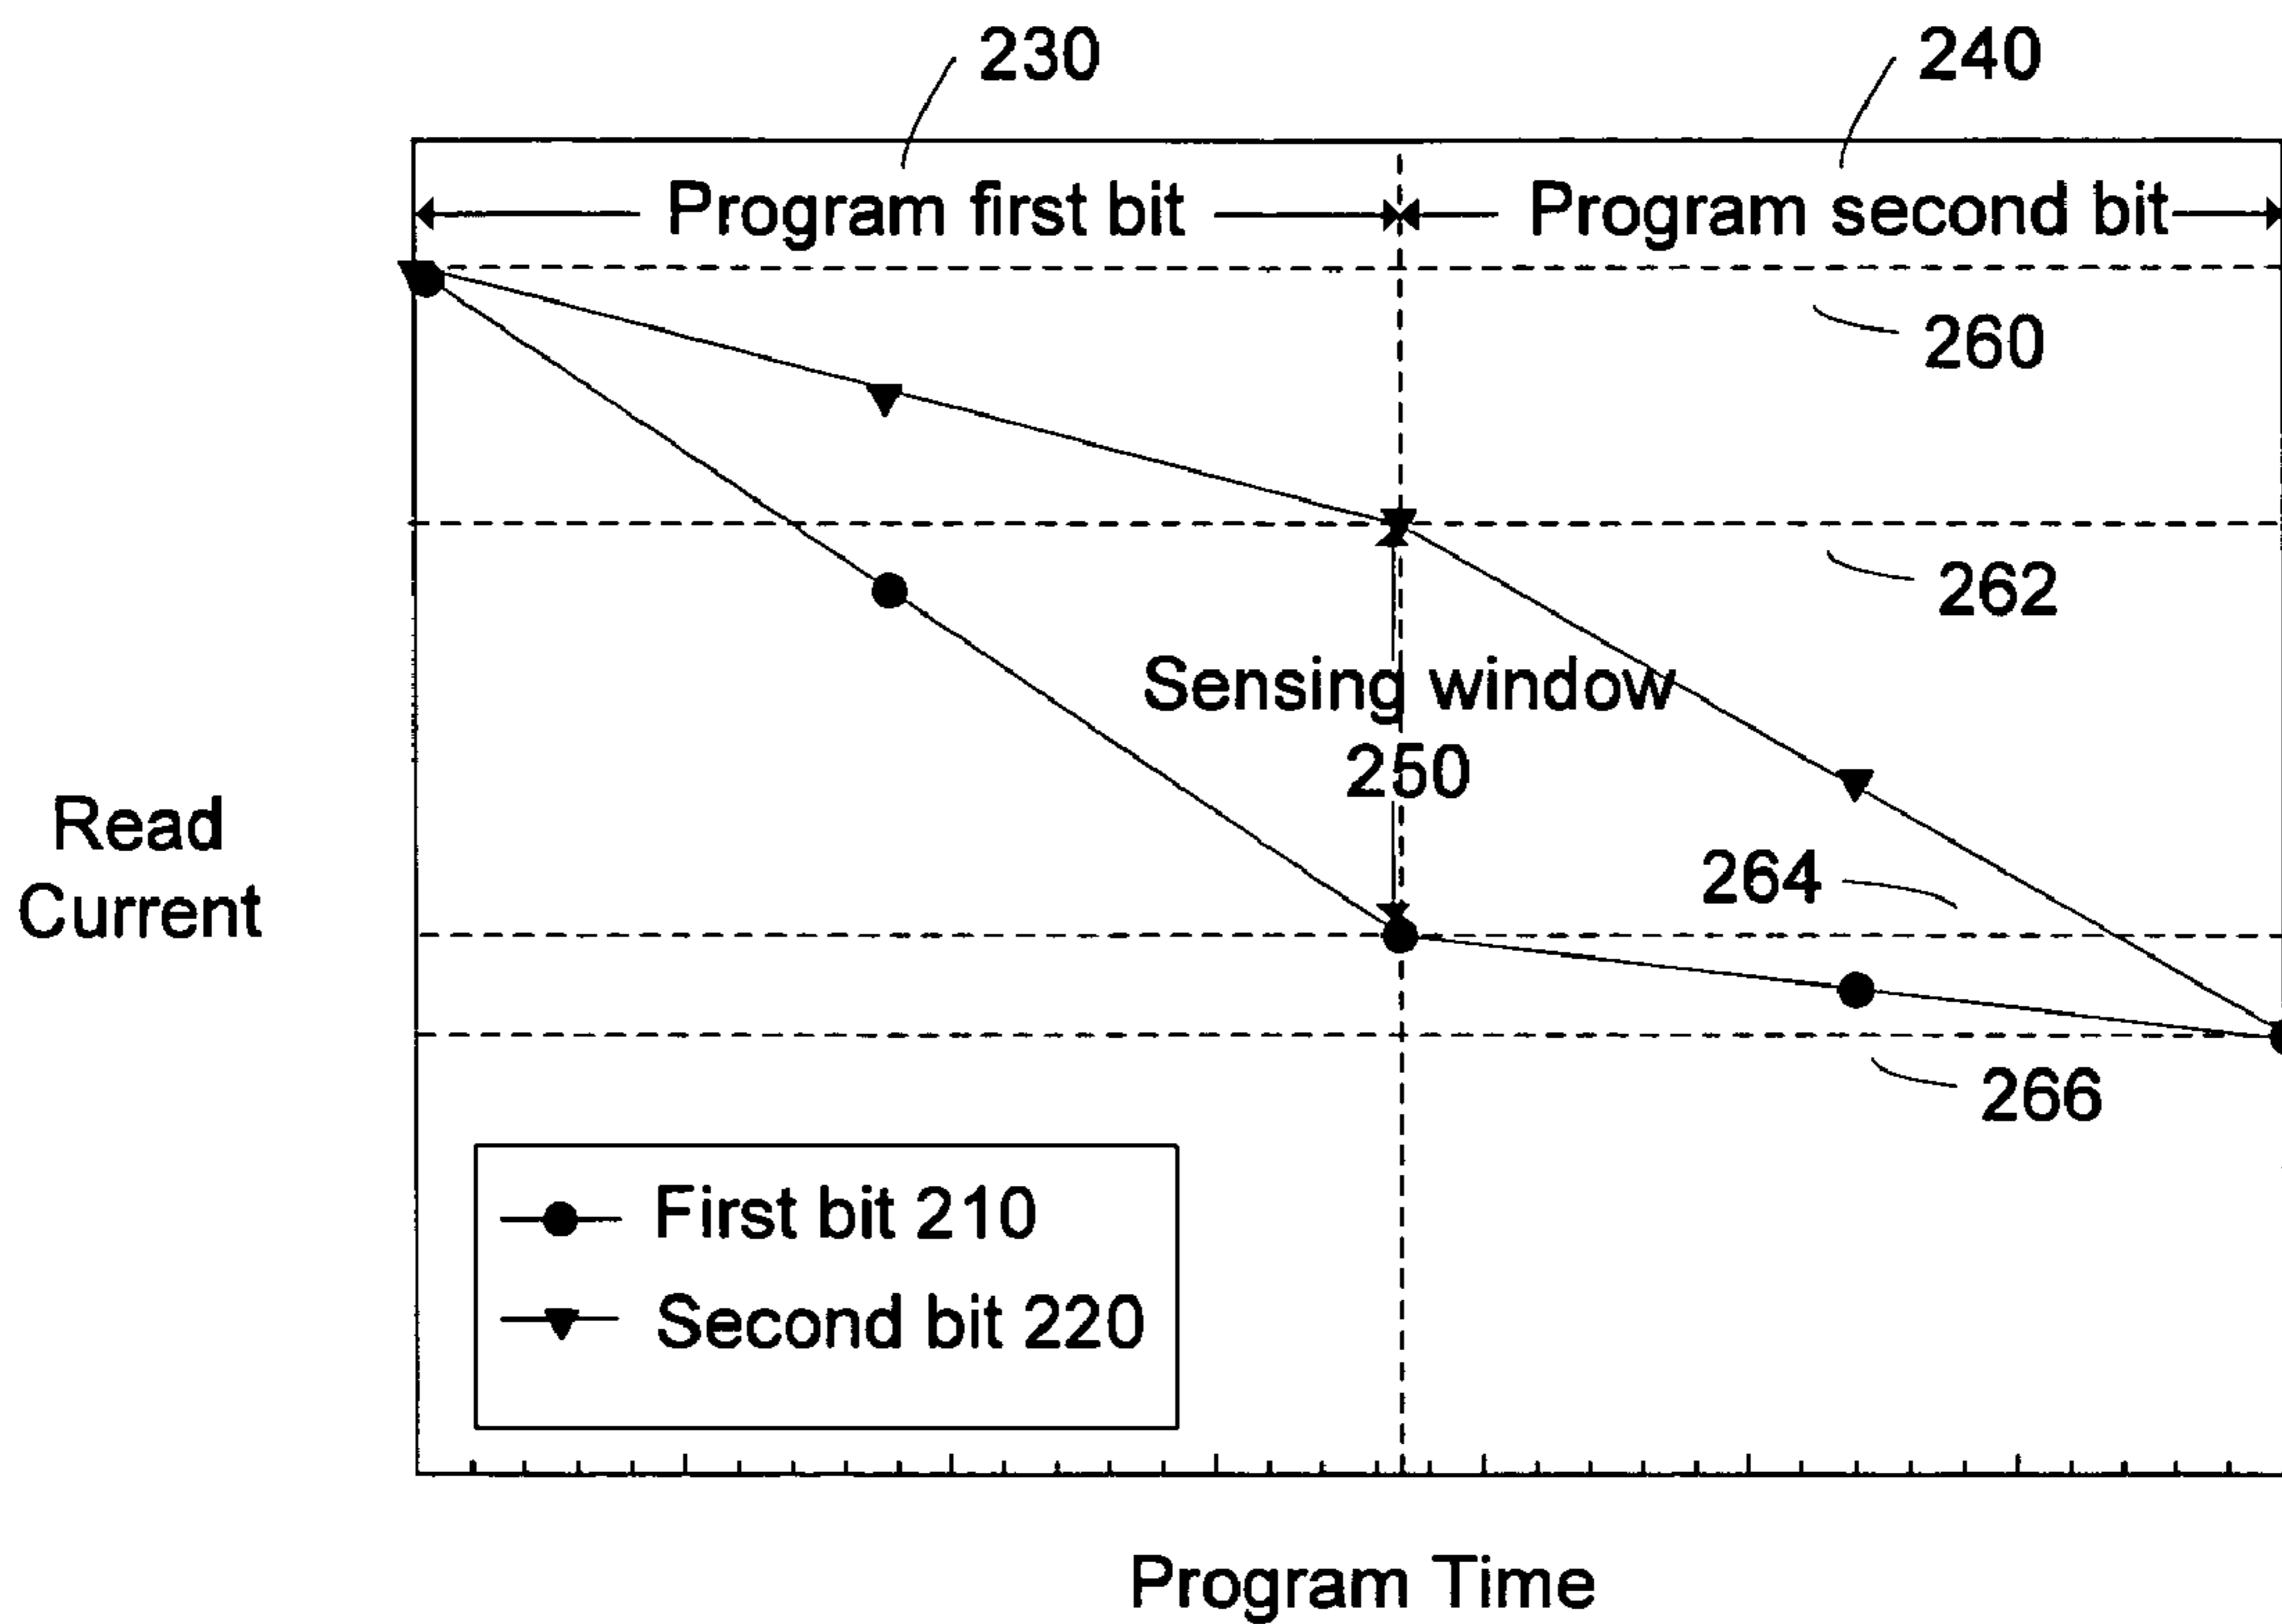 230
240
Program first bit
Program second bit
260
262
Sensing window
250
Read
Current
264
266
First bit 210
Second bit 220
Program Time